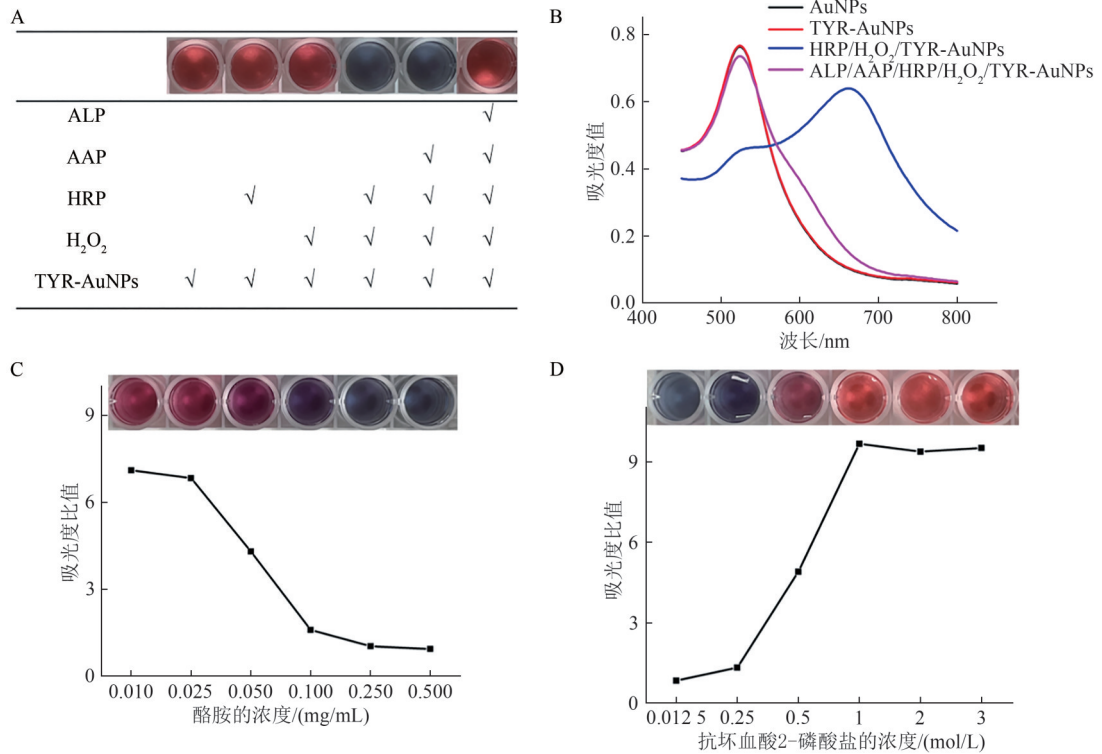 A
ALP √
AAP √ √
HRP √ √ √ √
H₂O₂ √ √ √ √
TYR-AuNPs √ √ √ √ √ √
B
AuNPs
TYR-AuNPs
HRP/H₂O₂/TYR-AuNPs
ALP/AAP/HRP/H₂O₂/TYR-AuNPs
吸光度值
0.8
0.6
0.4
0.2
0.0
400 500 600 700 800
波长/nm
C
吸光度比值
9
6
3
0
0.010 0.025 0.050 0.100 0.250 0.500
酪胺的浓度/(mg/mL)
D
吸光度比值
9
6
3
0
0.012 5 0.25 0.5 1 2 3
抗坏血酸2-磷酸盐的浓度/(mol/L)